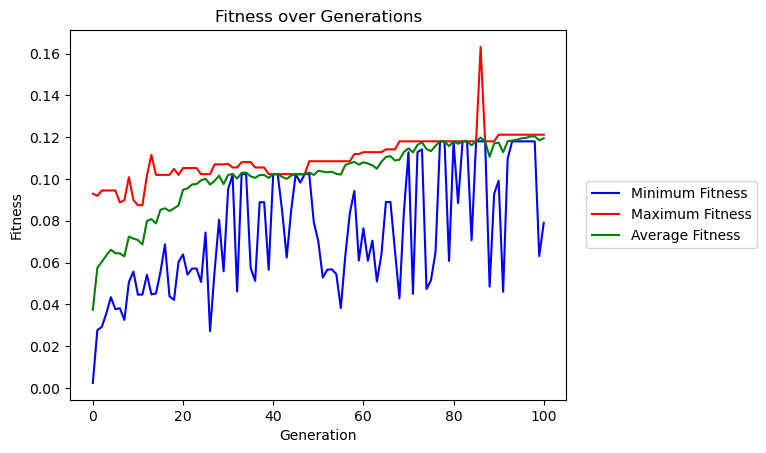 Fitness over Generations
Fitness
0.16
0.14
0.12
0.10
0.08
0.06
0.04
0.02
0.00
0
20
40
60
80
100
Generation
Minimum Fitness
Maximum Fitness
Average Fitness